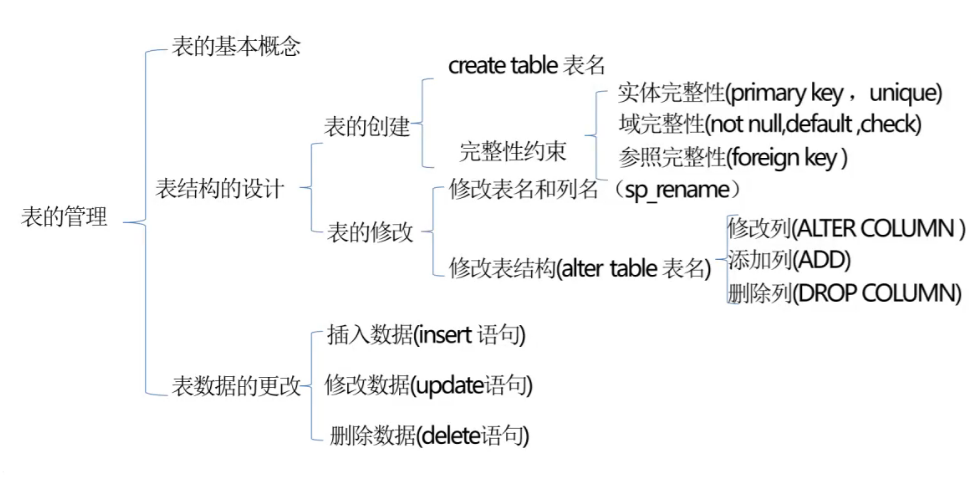 表的管理
表的基本概念
表结构的设计
表的创建
create table 表名
完整性约束
实体完整性(primary key ，unique)
域完整性(not null,default ,check)
参照完整性(foreign key )
表的修改
修改表名和列名（sp_rename）
修改表结构(alter table 表名)
修改列(ALTER COLUMN )
添加列(ADD)
删除列(DROP COLUMN)
表数据的更改
插入数据(insert 语句)
修改数据(update语句)
删除数据(delete语句)